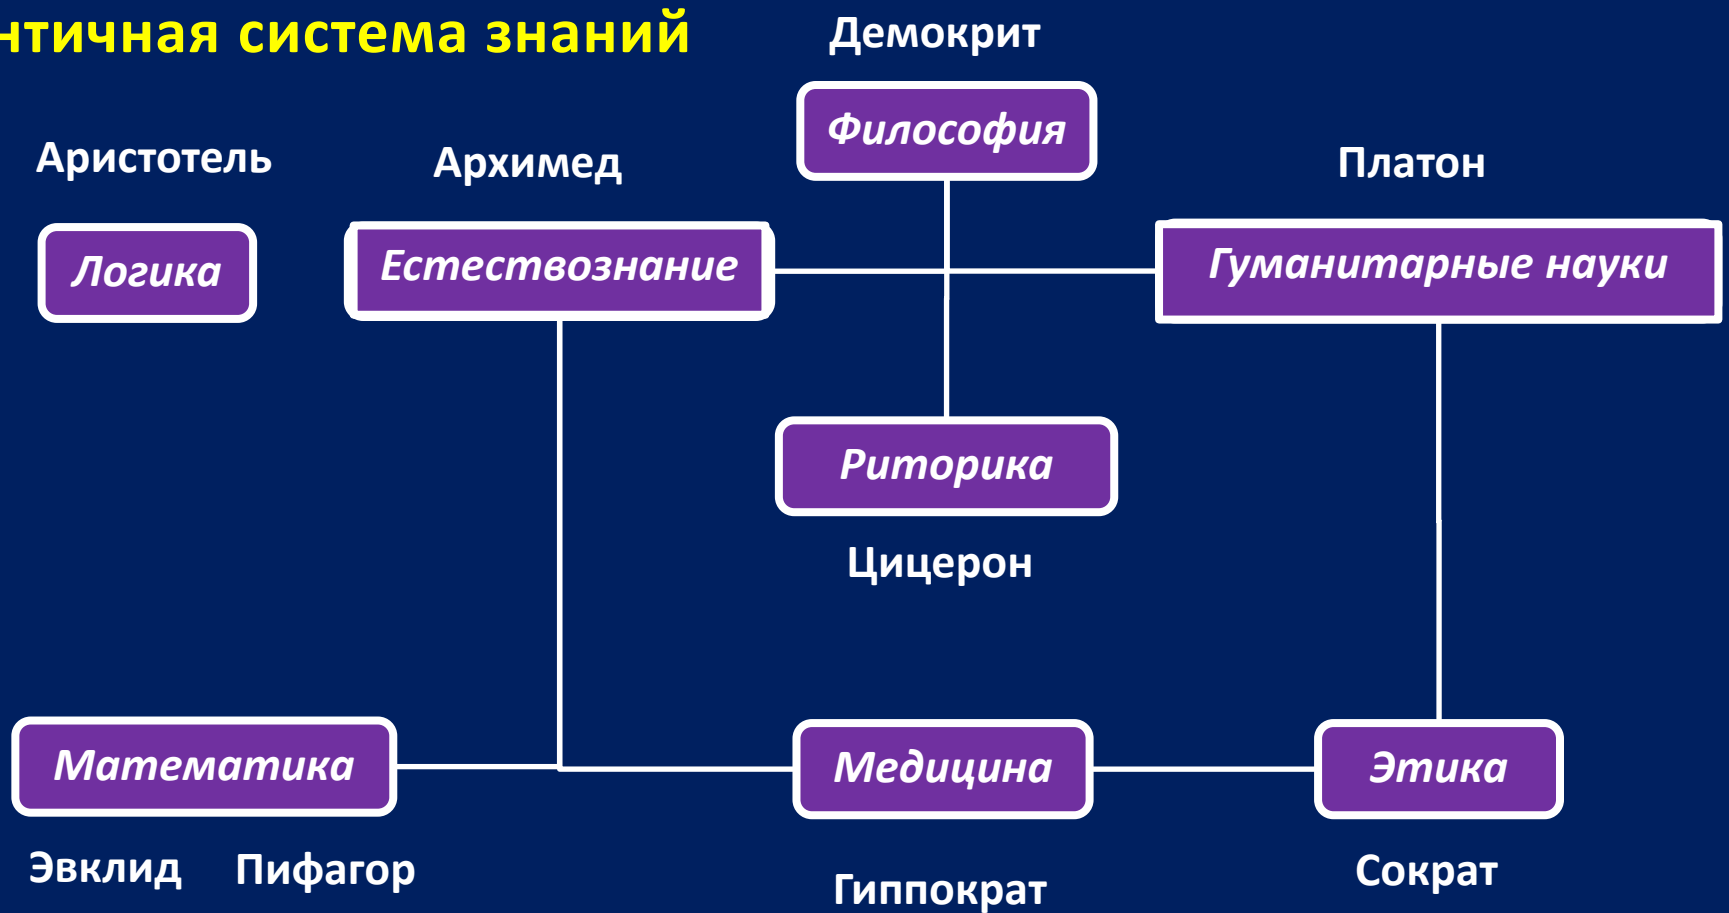 нтичная система знаний
Демокрит
Философия
Аристотель
Архимед
Платон
Логика
Естествознание
Гуманитарные науки
Риторика
Цицерон
Математика
Медицина
Этика
Эвклид Пифагор
Гиппократ
Сократ